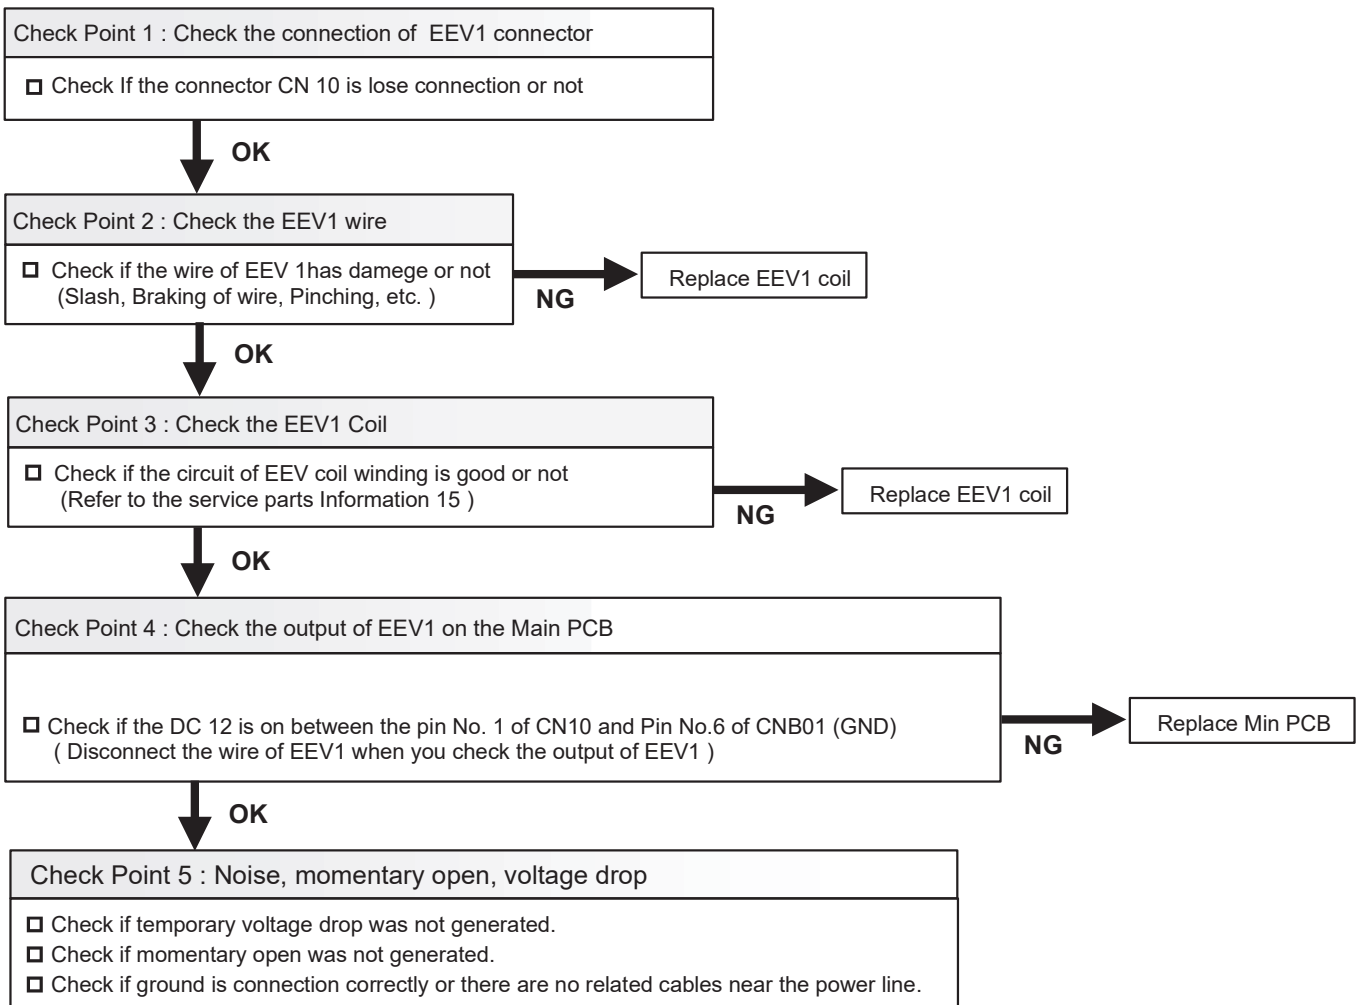 Check Point 1 : Check the connection of EEV1 connector
Check If the connector CN 10 is lose connection or not
OK
Check Point 2 : Check the EEV1 wire
Check if the wire of EEV 1has damege or not
(Slash, Braking of wire, Pinching, etc. )
NG
Replace EEV1 coil
OK
Check Point 3 : Check the EEV1 Coil
Check if the circuit of EEV coil winding is good or not
(Refer to the service parts Information 15 )
NG
Replace EEV1 coil
OK
Check Point 4 : Check the output of EEV1 on the Main PCB
Check if the DC 12 is on between the pin No. 1 of CN10 and Pin No.6 of CNB01 (GND)
( Disconnect the wire of EEV1 when you check the output of EEV1 )
NG
Replace Min PCB
OK
Check Point 5 : Noise, momentary open, voltage drop
Check if temporary voltage drop was not generated.
Check if momentary open was not generated.
Check if ground is connection correctly or there are no related cables near the power line.